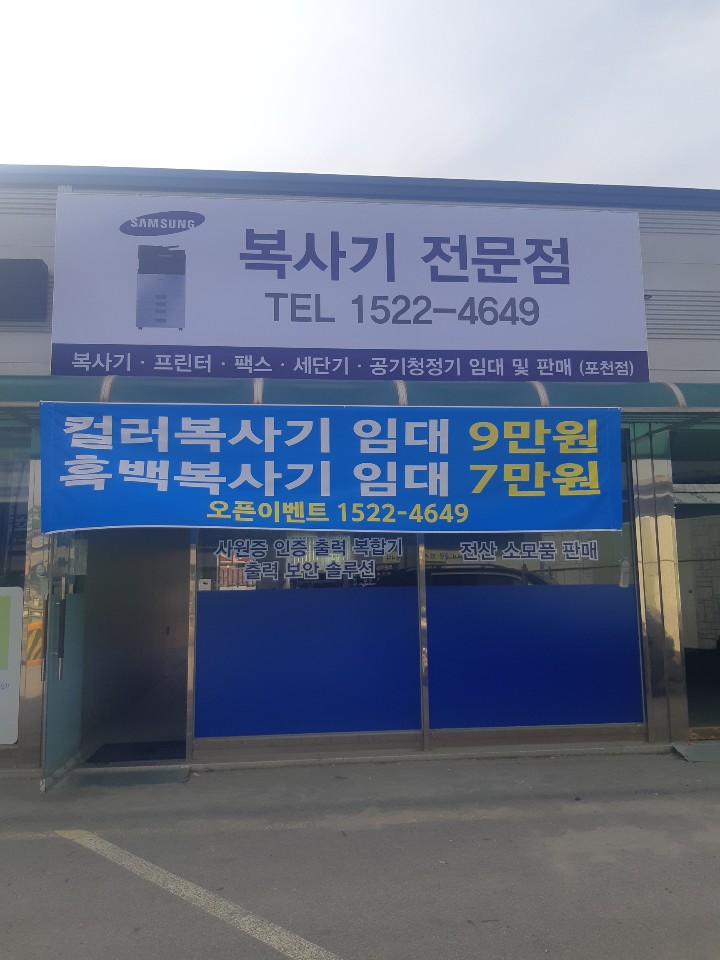 SAMSUNG
복사기 전문점
TEL 1522-4649
복사기 · 프린터 · 팩스 · 세단기 · 공기청정기 임대 및 판매 (포천점)
컬러복사기 임대 9만원
흑백복사기 임대 7만원
오픈이벤트 1522-4649
사원증 인증 출력 복합기
출력 보안 솔루션
전산 소모품 판매